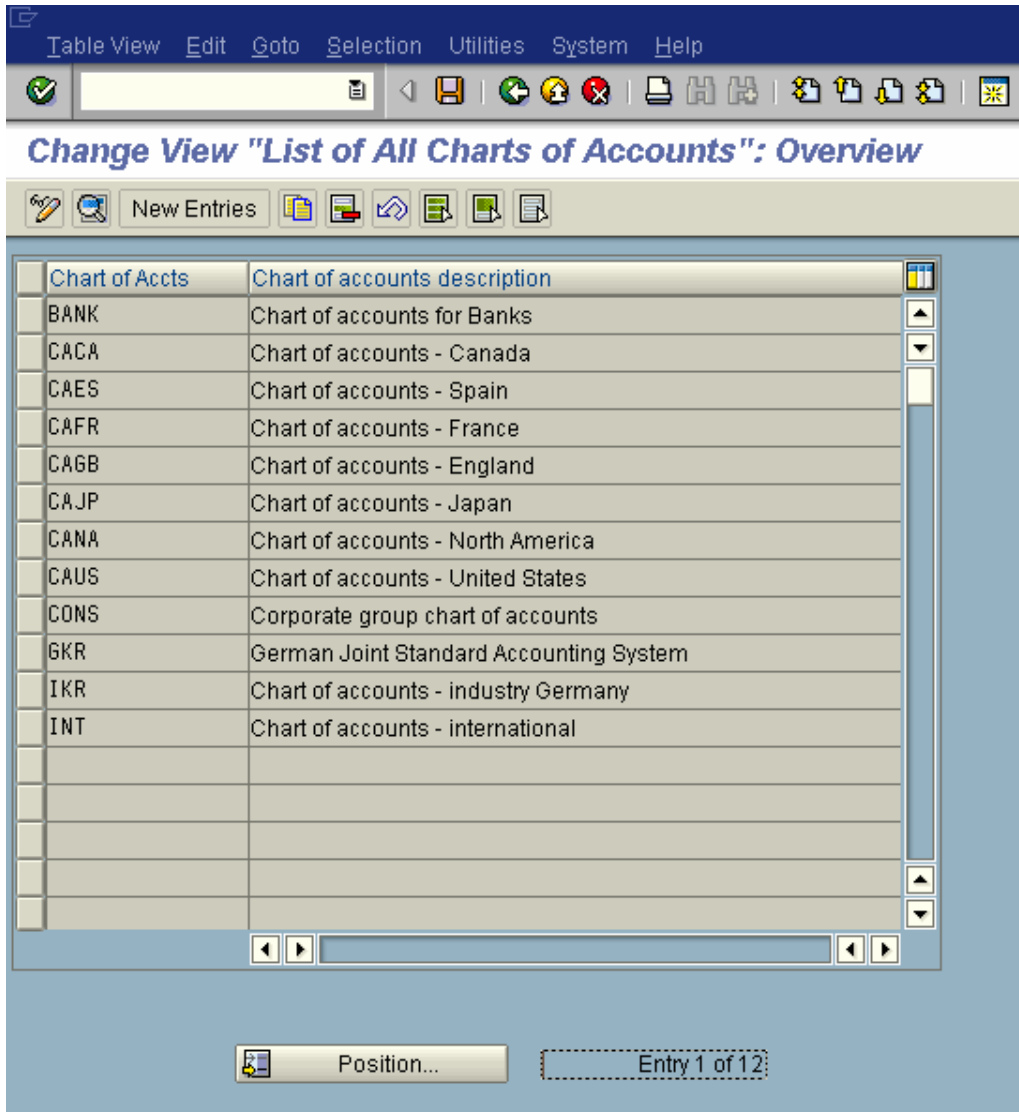 Table View Edit Goto Selection Utilities System Help
Change View "List of All Charts of Accounts": Overview
New Entries
Chart of Accts Chart of accounts description
BANK Chart of accounts for Banks
CACA Chart of accounts - Canada
CAES Chart of accounts - Spain
CAFR Chart of accounts - France
CAGB Chart of accounts - England
CAJP Chart of accounts - Japan
CANA Chart of accounts - North America
CAUS Chart of accounts - United States
CONS Corporate group chart of accounts
GKR German Joint Standard Accounting System
IKR Chart of accounts - industry Germany
INT Chart of accounts - international
Position... Entry 1 of 12